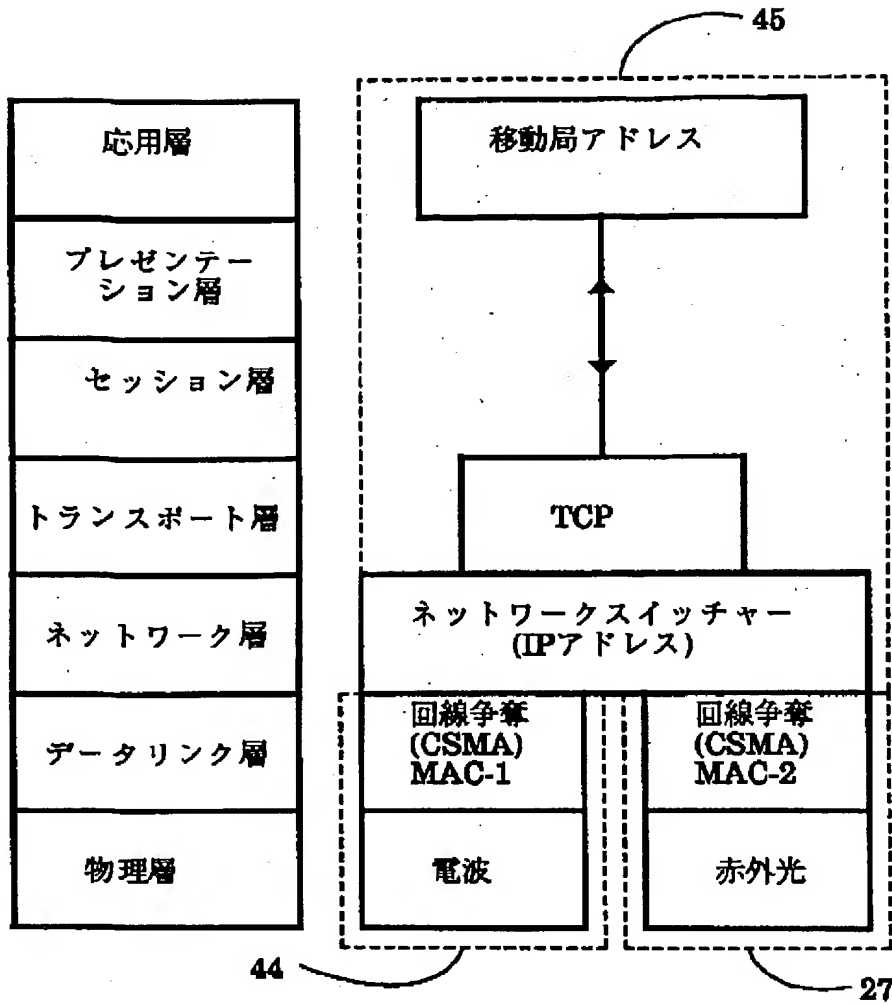 45
応用層
プレゼンテー
ション層
セッション層
トランスポート層
ネットワーク層
データリンク層
物理層
移動局アドレス
TCP
ネットワークスイッチャー
(IPアドレス)
回線争奪
(CSMA)
MAC-1
電波
回線争奪
(CSMA)
MAC-2
赤外光
44
27